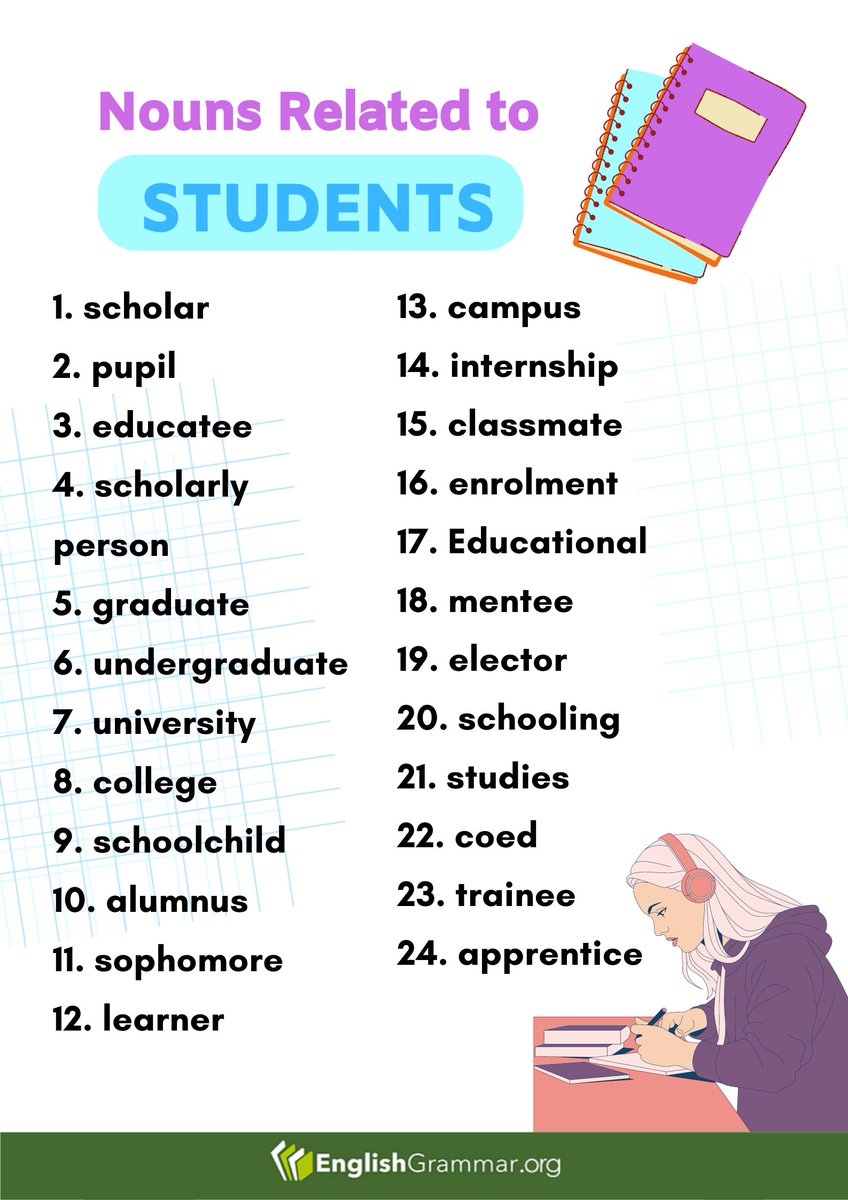 Nouns Related to
STUDENTS
1. scholar
2. pupil
3. educatee
4. scholarly
person
5. graduate
6. undergraduate
7. university
8. college
9. schoolchild
10. alumnus
11. sophomore
12. learner
13. campus
14. internship
15. classmate
16. enrolment
17. Educational
18. mentee
19. elector
20. schooling
21. studies
22. coed
23. trainee
24. apprentice
EnglishGrammar.org